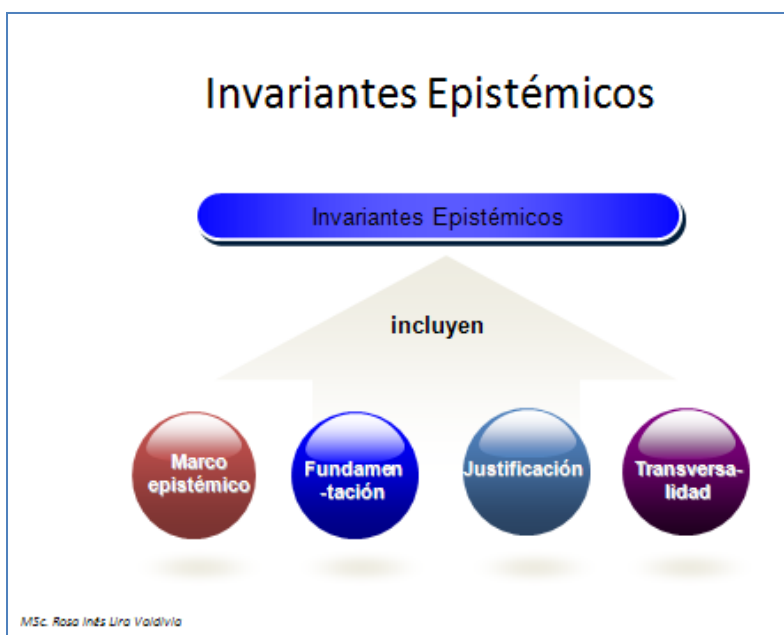 Invariantes Epistémicos
Invariantes Epistémicos
incluyen
Marco
epistémico
Fundamen
-tación
Justificación
Transversa-
lidad
MSc. Rosa Inés Lira Valdivia